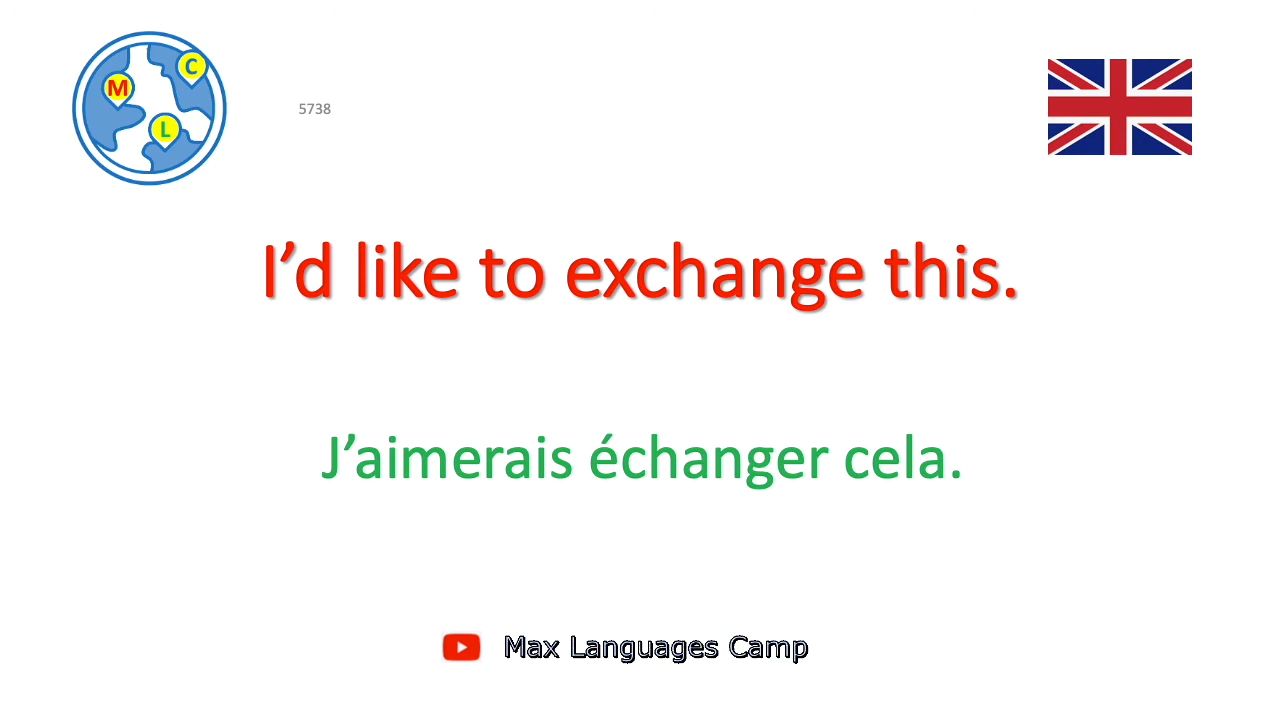 M
C
L
5738
I’d like to exchange this.
J’aimerais échanger cela.
Max Languages Camp